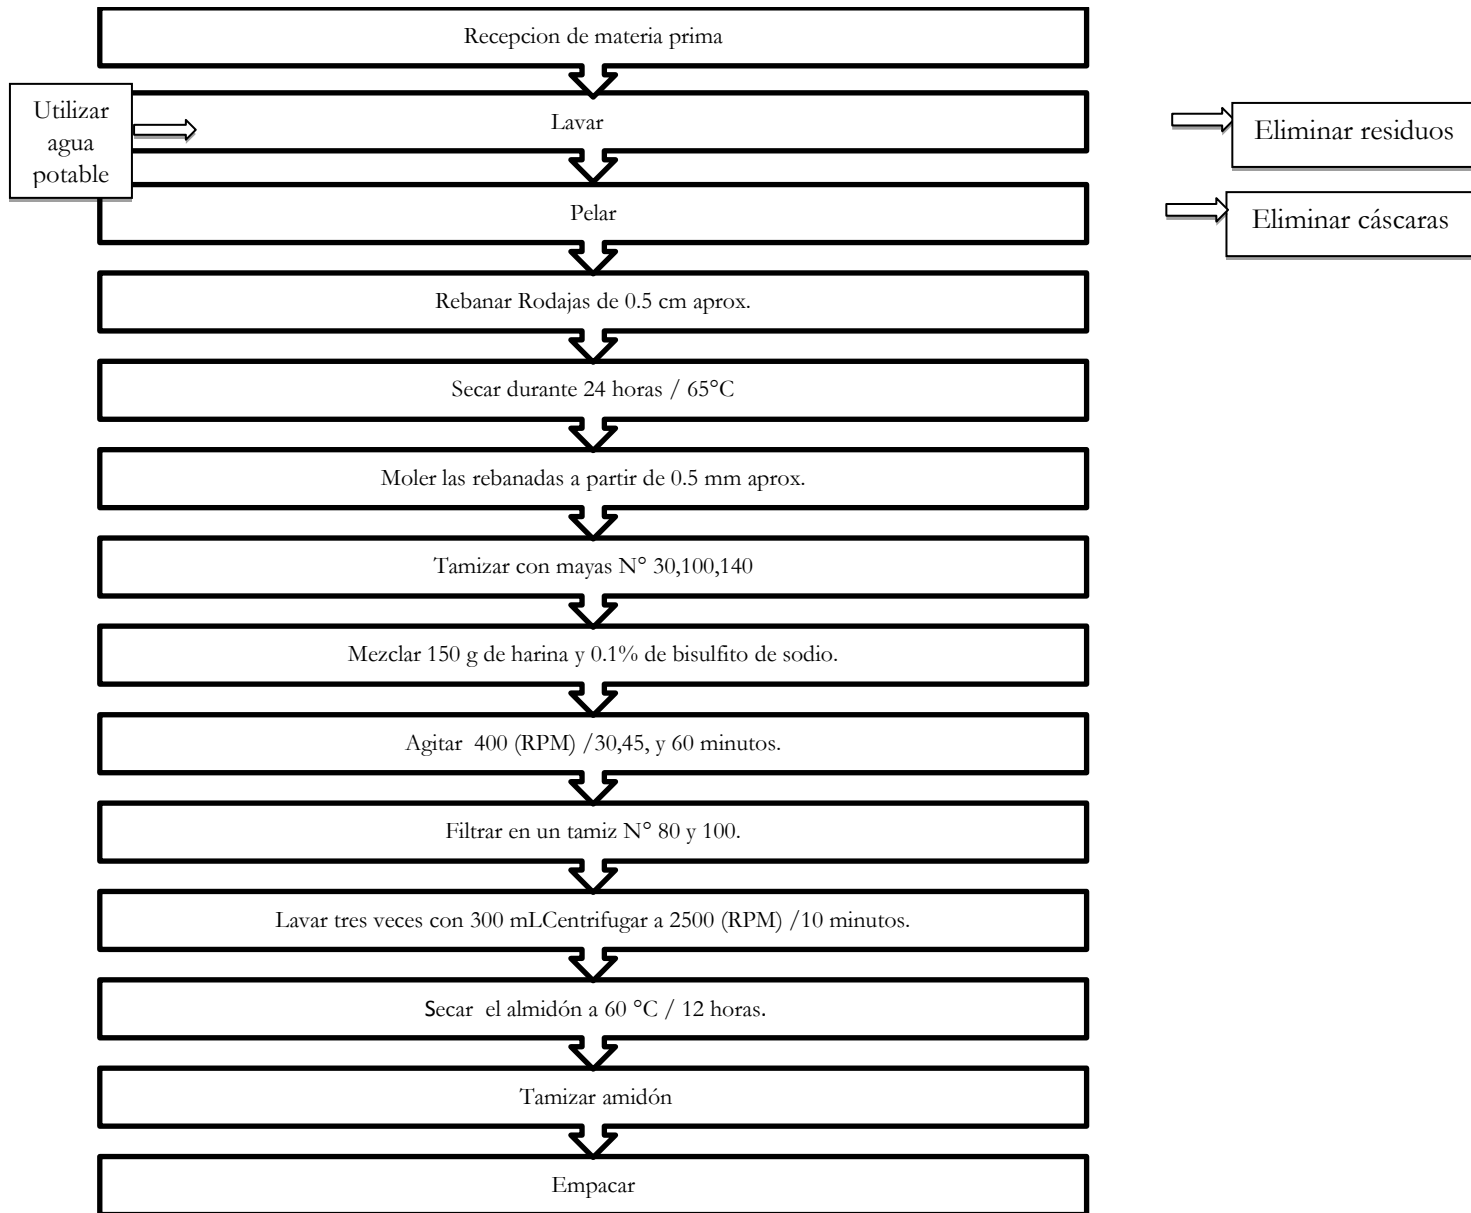 Recepcion de materia prima
Utilizar
agua
potable
Lavar
Eliminar residuos
Pelar
Eliminar cáscaras
Rebanar Rodajas de 0.5 cm aprox.
Secar durante 24 horas / 65°C
Moler las rebanadas a partir de 0.5 mm aprox.
Tamizar con mayas N° 30,100,140
Mezclar 150 g de harina y 0.1% de bisulfito de sodio.
Agitar 400 (RPM) /30,45, y 60 minutos.
Filtrar en un tamiz N° 80 y 100.
Lavar tres veces con 300 mLCentrifugar a 2500 (RPM) /10 minutos.
Secar el almidón a 60 °C / 12 horas.
Tamizar amidón
Empacar